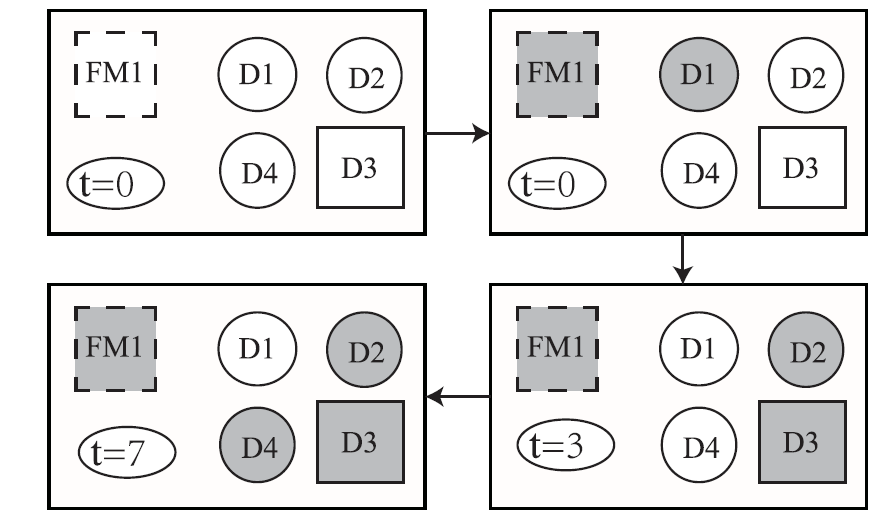 FM1 D1 D2
t=0 D4 D3
FM1 D1 D2
t=0 D4 D3
FM1 D1 D2
t=3 D4 D3
FM1 D1 D2
t=7 D4 D3